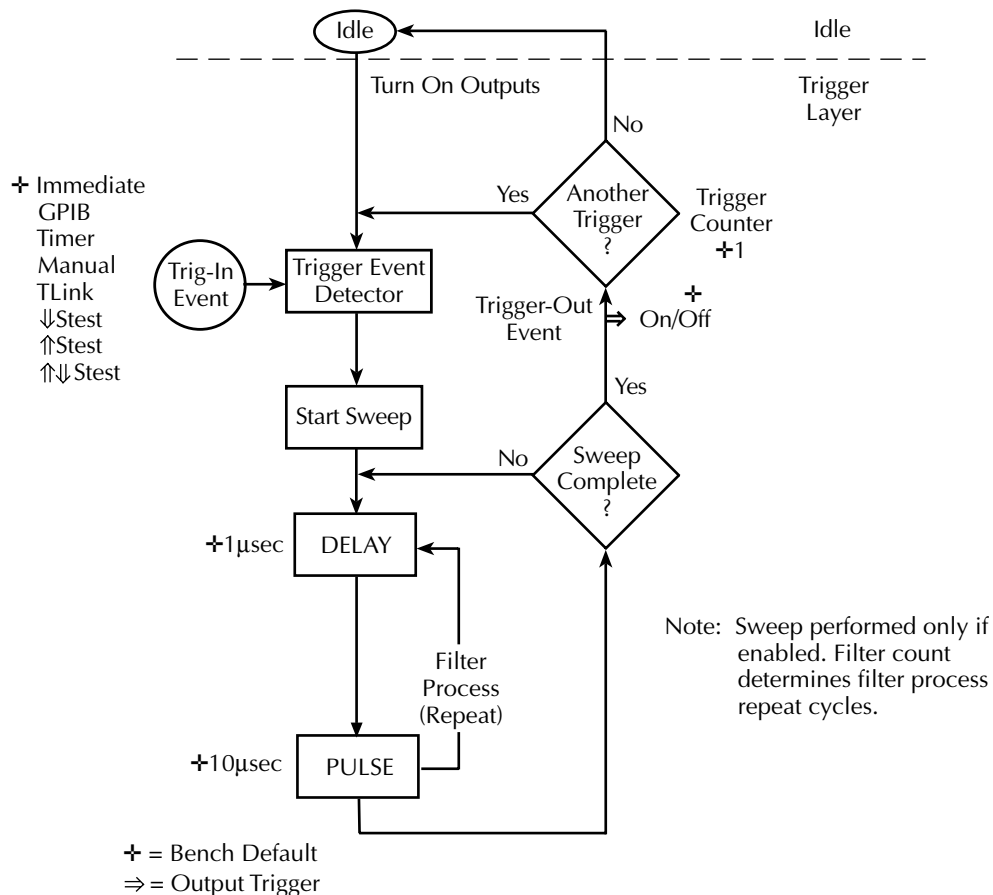 Idle
Idle
Turn On Outputs
Trigger
Layer
No
✛ Immediate
GPIB
Timer
Manual
TLink
⇓Stest
⇑Stest
⇑⇓Stest
Yes
Another
Trigger
?
Trigger
Counter
✛1
Trig-In
Event
Trigger Event
Detector
Trigger-Out
Event
✛
⇒ On/Off
Yes
Start Sweep
No
Sweep
Complete
?
✛1µsec
DELAY
Filter
Process
(Repeat)
Note: Sweep performed only if
enabled. Filter count
determines filter process
repeat cycles.
✛10µsec
PULSE
✛ = Bench Default
⇒ = Output Trigger